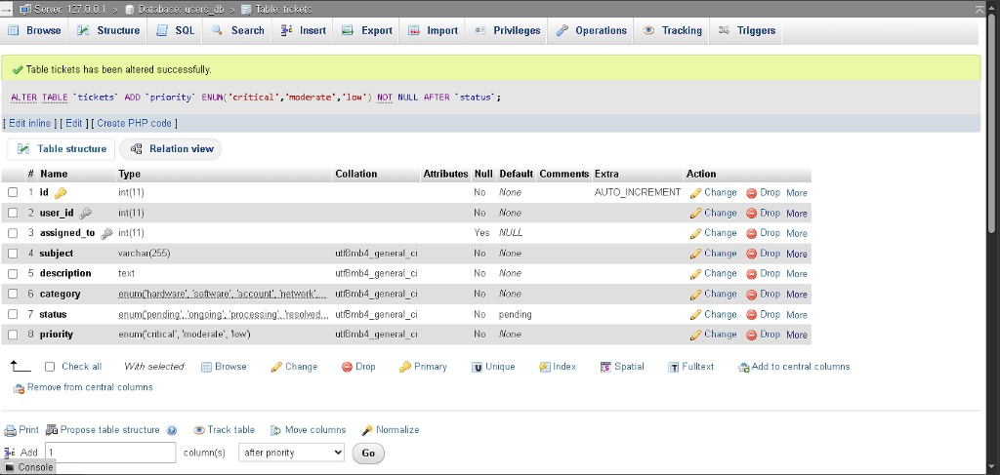 Server: 127.0.0.1 » Database: users_db » Table: tickets
Browse Structure SQL Search Insert Export Import Privileges Operations Tracking Triggers
Table tickets has been altered successfully.
ALTER TABLE `tickets` ADD `priority` ENUM('critical','moderate','low') NOT NULL AFTER `status`;
[ Edit inline ] [ Edit ] [ Create PHP code ]
Table structure Relation view
# Name Type Collation Attributes Null Default Comments Extra Action
1 id int(11) No None AUTO_INCREMENT Change Drop More
2 user_id int(11) No None Change Drop More
3 assigned_to int(11) Yes NULL Change Drop More
4 subject varchar(255) utf8mb4_general_ci No None Change Drop More
5 description text utf8mb4_general_ci No None Change Drop More
6 category enum('hardware', 'software', 'account', 'network',... utf8mb4_general_ci No None Change Drop More
7 status enum('pending', 'ongoing', 'processing', 'resolved... utf8mb4_general_ci No pending Change Drop More
8 priority enum('critical', 'moderate', 'low') utf8mb4_general_ci No None Change Drop More
Check all With selected: Browse Change Drop Primary Unique Index Spatial Fulltext Add to central columns
Remove from central columns
Print Propose table structure Track table Move columns Normalize
Add 1 column(s) after priority Go
Console